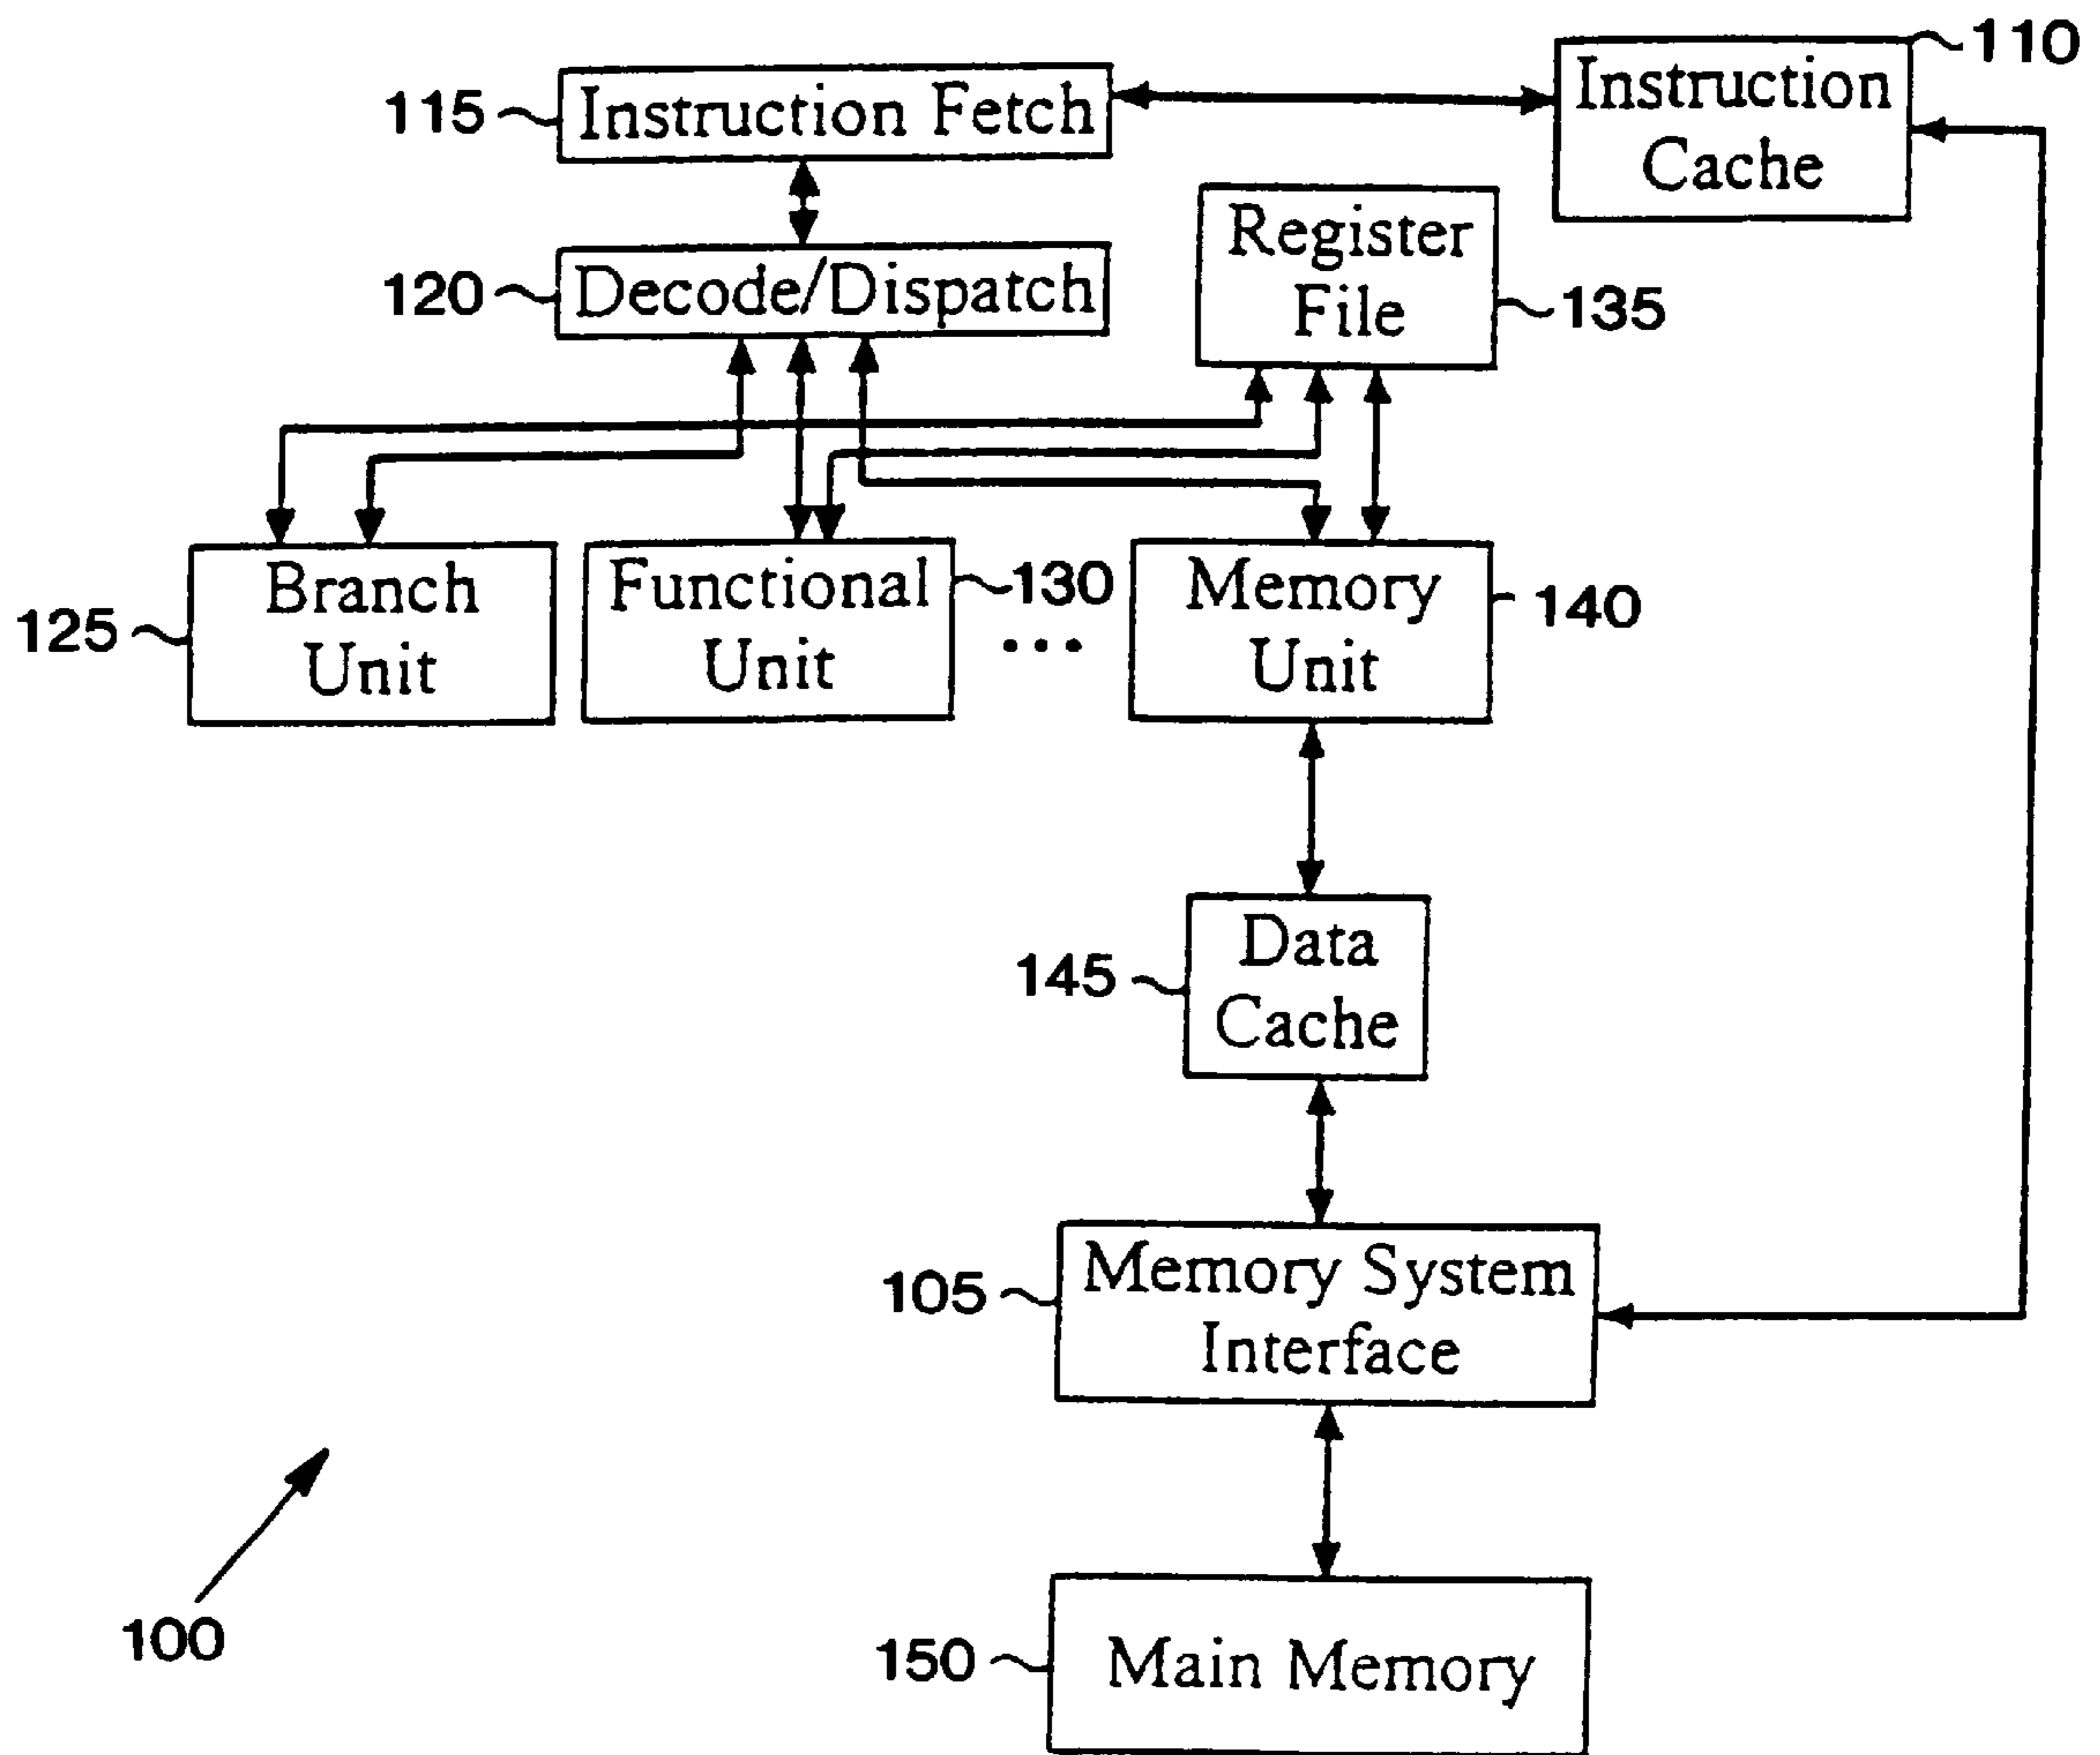 110
Instruction
Cache
115
Instruction Fetch
Register
File
135
120
Decode/Dispatch
125
Branch
Unit
Functional
Unit
130
...
Memory
Unit
140
145
Data
Cache
105
Memory System
Interface
100
150
Main Memory